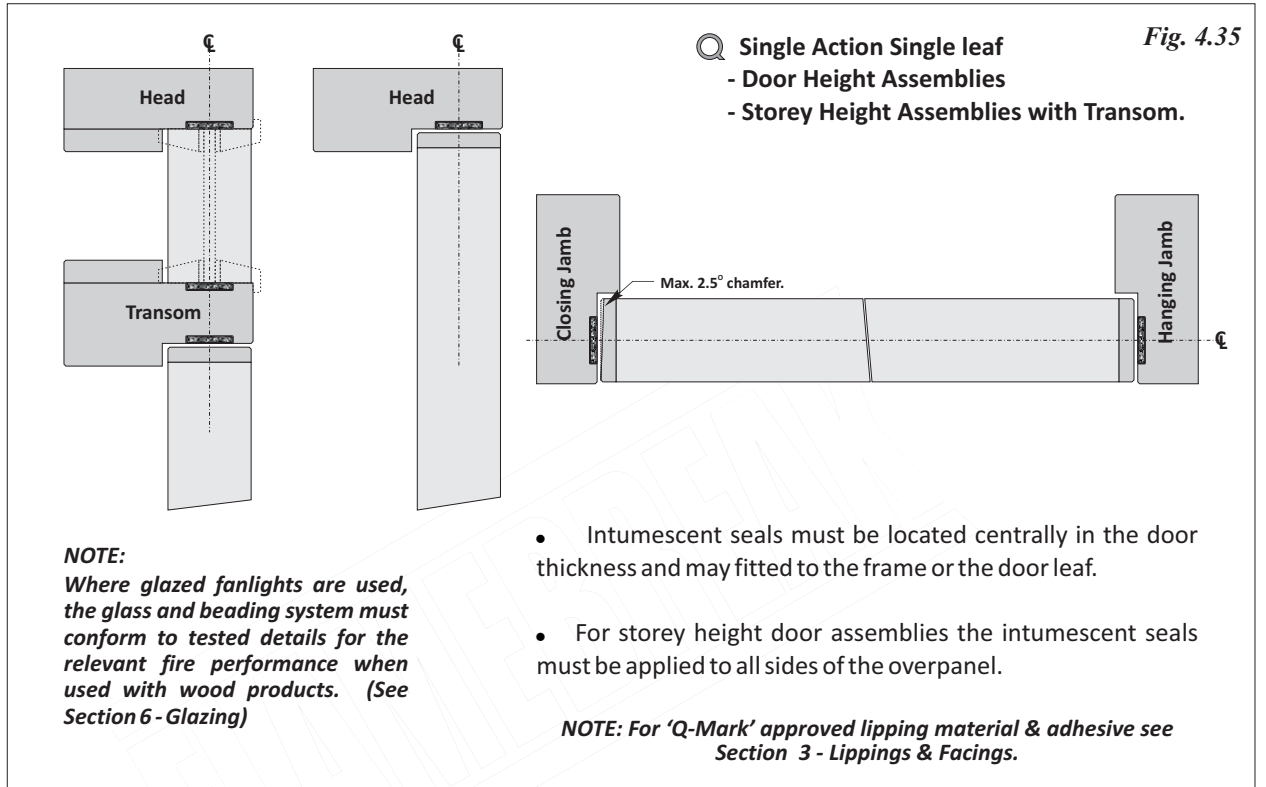 Fig. 4.35
Single Action Single leaf
- Door Height Assemblies
- Storey Height Assemblies with Transom.
℄
℄
Head
Head
Transom
Closing Jamb
Max. 2.5° chamfer.
Hanging Jamb
℄
NOTE:
Where glazed fanlights are used,
the glass and beading system must
conform to tested details for the
relevant fire performance when
used with wood products. (See
Section 6 - Glazing)
• Intumescent seals must be located centrally in the door
thickness and may fitted to the frame or the door leaf.
• For storey height door assemblies the intumescent seals
must be applied to all sides of the overpanel.
NOTE: For ‘Q-Mark’ approved lipping material & adhesive see
Section 3 - Lippings & Facings.
FLAMEBREAK